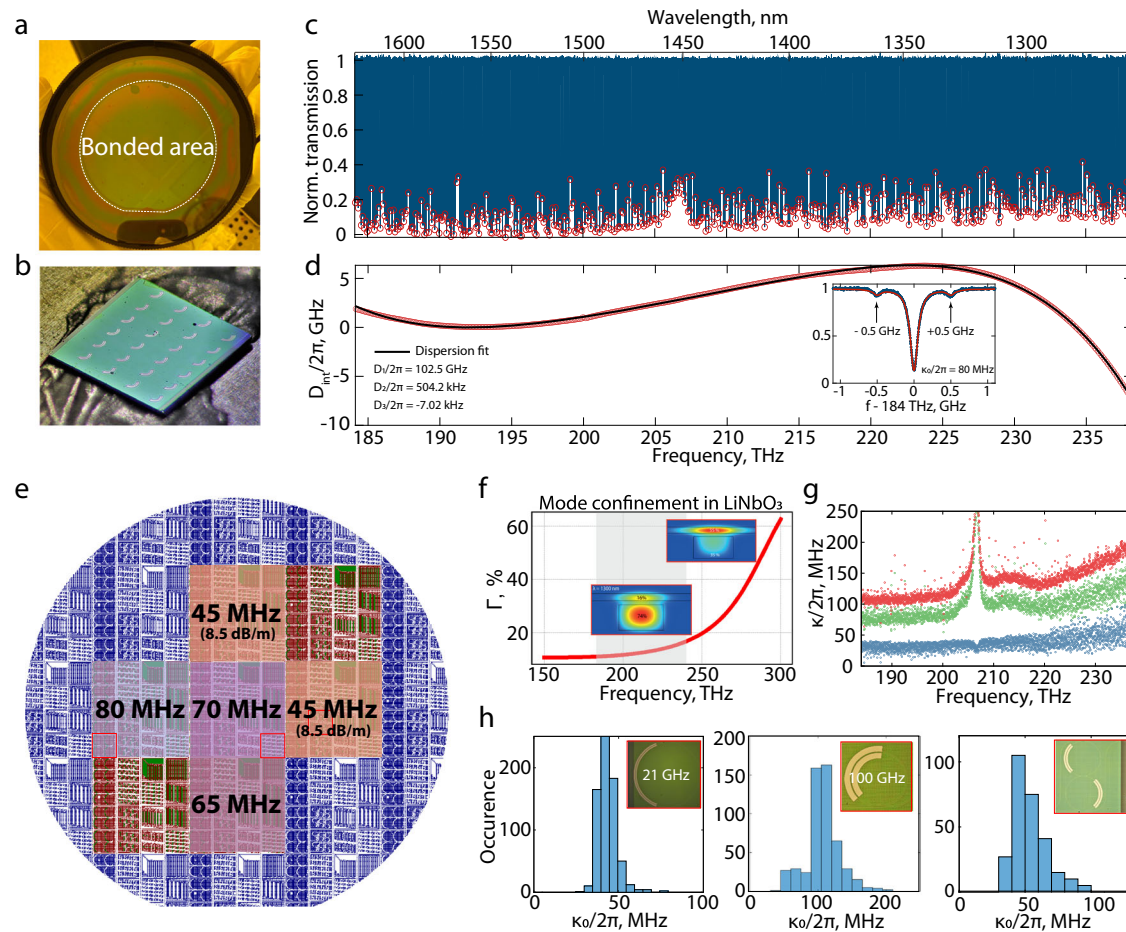 a
Bonded area
b
c
Wavelength, nm
1600 1550 1500 1450 1400 1350 1300
Norm. transmission
1
0.8
0.6
0.4
0.2
0
d
D_int/2π, GHz
5
0
-5
-10
Dispersion fit
D₁/2π = 102.5 GHz
D₂/2π = 504.2 kHz
D₃/2π = -7.02 kHz
1
0.5
0
- 0.5 GHz
+0.5 GHz
κ₀/2π = 80 MHz
-1 -0.5 0 0.5 1
f - 184 THz, GHz
185 190 195 200 205 210 215 220 225 230 235
Frequency, THz
e
45 MHz
(8.5 dB/m)
80 MHz
70 MHz
45 MHz
(8.5 dB/m)
65 MHz
f
Mode confinement in LiNbO₃
Γ, %
60
40
20
150 200 250 300
Frequency, THz
g
κ/2π, MHz
250
200
150
100
50
0
190 200 210 220 230
Frequency, THz
h
Occurence
200
100
0
21 GHz
0 50 100
κ₀/2π, MHz
200
150
100
50
0
100 GHz
0 100 200
κ₀/2π, MHz
100
50
0
0 50 100
κ₀/2π, MHz